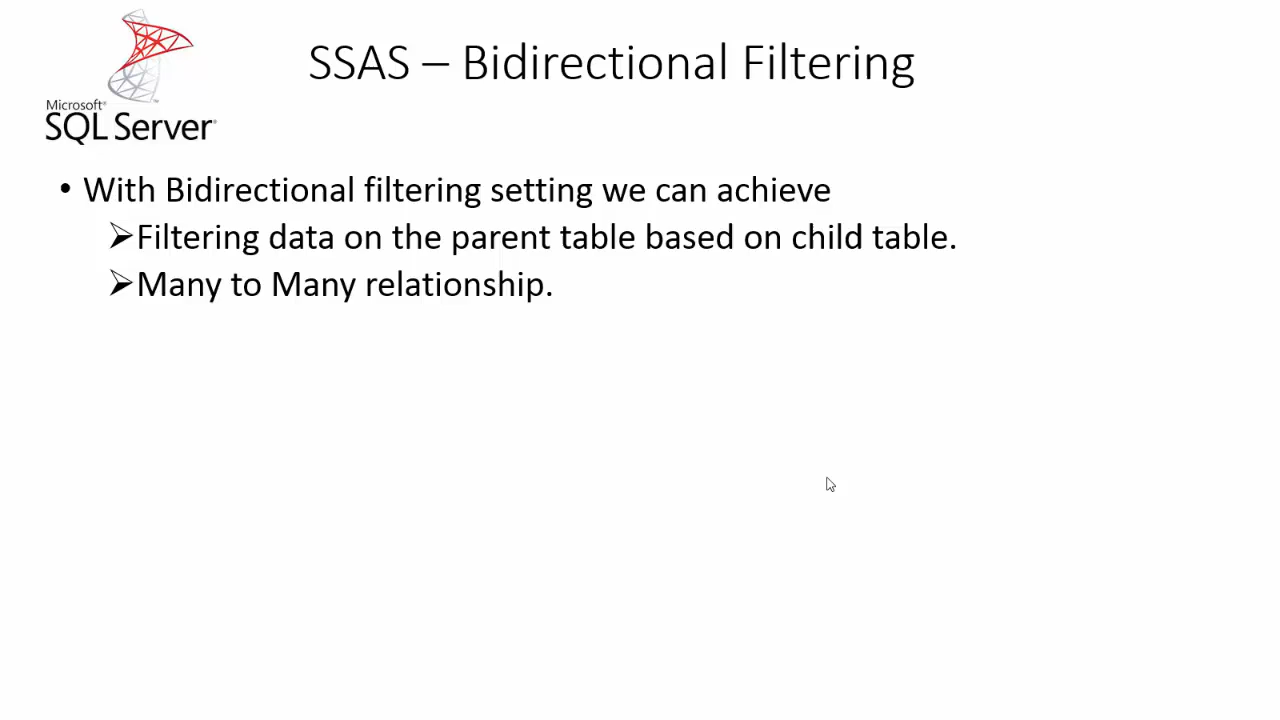 SSAS – Bidirectional Filtering
Microsoft®
SQL Server®
• With Bidirectional filtering setting we can achieve
➢Filtering data on the parent table based on child table.
➢Many to Many relationship.